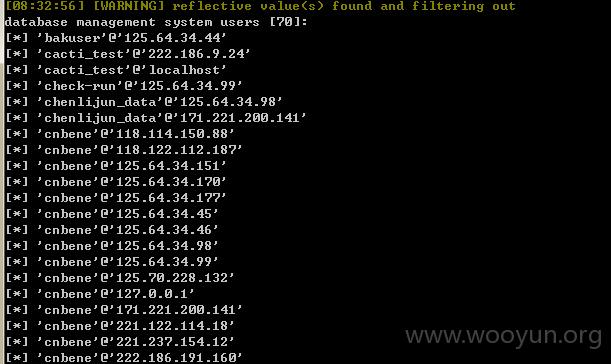 [08:32:56] [WARNING] reflective value(s) found and filtering out
database management system users [70]:
[*] 'bakuser'@'125.64.34.44'
[*] 'cacti_test'@'222.186.9.24'
[*] 'cacti_test'@'localhost'
[*] 'check-run'@'125.64.34.99'
[*] 'chenlijun_data'@'125.64.34.98'
[*] 'chenlijun_data'@'171.221.200.141'
[*] 'cnbene'@'118.114.150.88'
[*] 'cnbene'@'118.122.112.187'
[*] 'cnbene'@'125.64.34.151'
[*] 'cnbene'@'125.64.34.170'
[*] 'cnbene'@'125.64.34.177'
[*] 'cnbene'@'125.64.34.45'
[*] 'cnbene'@'125.64.34.46'
[*] 'cnbene'@'125.64.34.98'
[*] 'cnbene'@'125.64.34.99'
[*] 'cnbene'@'125.70.228.132'
[*] 'cnbene'@'127.0.0.1'
[*] 'cnbene'@'171.221.200.141'
[*] 'cnbene'@'221.122.114.18'
[*] 'cnbene'@'221.237.154.12'
[*] 'cnbene'@'222.186.191.160'
www.wooyun.org